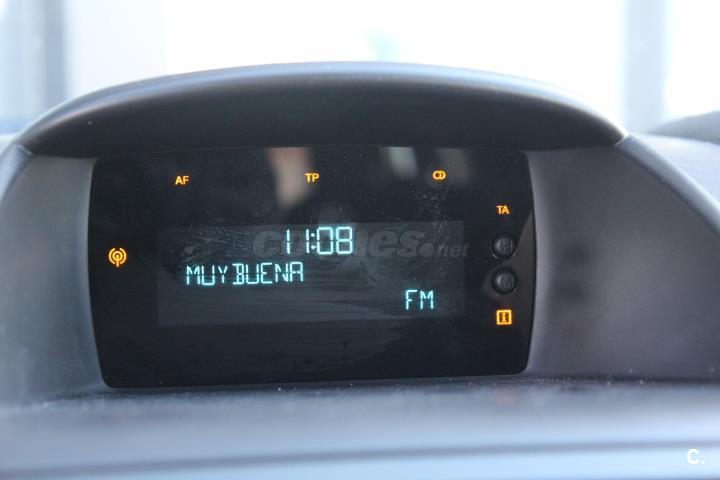 AF TP
TA
11:08
MUYBUENA
H
M
FM
i
C.